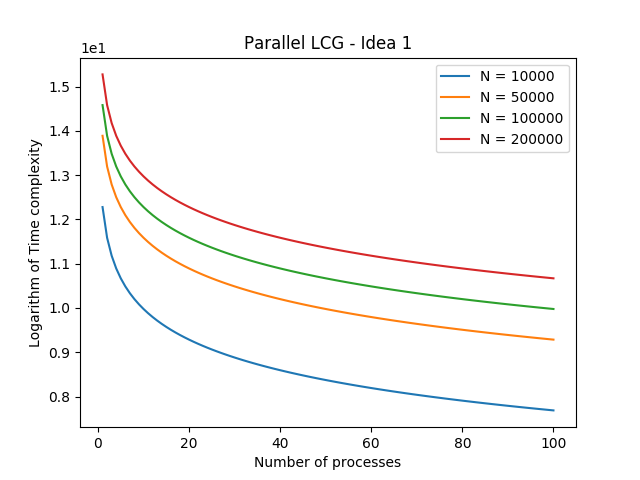 Parallel LCG - Idea 1
1e1
1.5
1.4
1.3
1.2
1.1
1.0
0.9
0.8
Logarithm of Time complexity
N = 10000
N = 50000
N = 100000
N = 200000
0 20 40 60 80 100
Number of processes